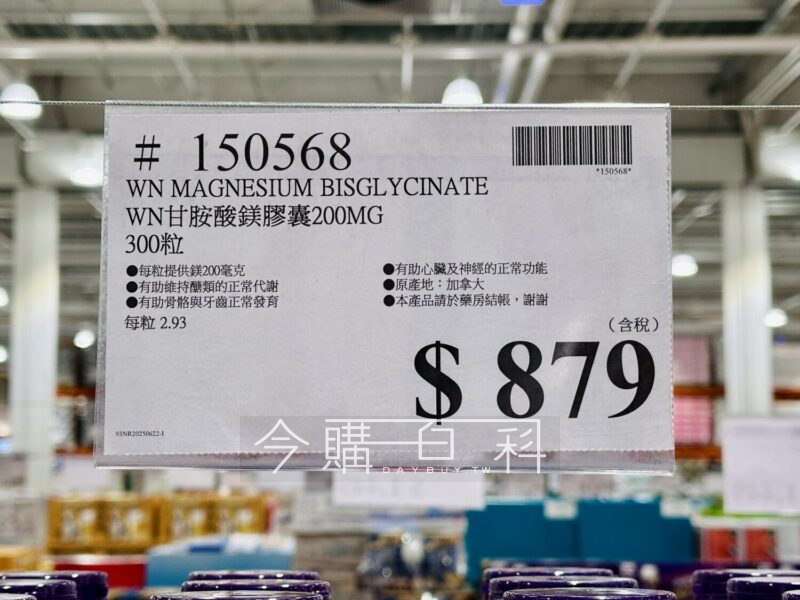 # 150568
*150568*
WN MAGNESIUM BISGLYCINATE
WN甘胺酸鎂膠囊200MG
300粒
●每粒提供鎂200毫克
●有助維持醣類的正常代謝
●有助骨骼與牙齒正常發育
●有助心臟及神經的正常功能
●原產地：加拿大
●本產品請於藥房結帳，謝謝
每粒 2.93
（含稅）
$ 879
93NR20250622-1
今購百科
DAYBUY.TW